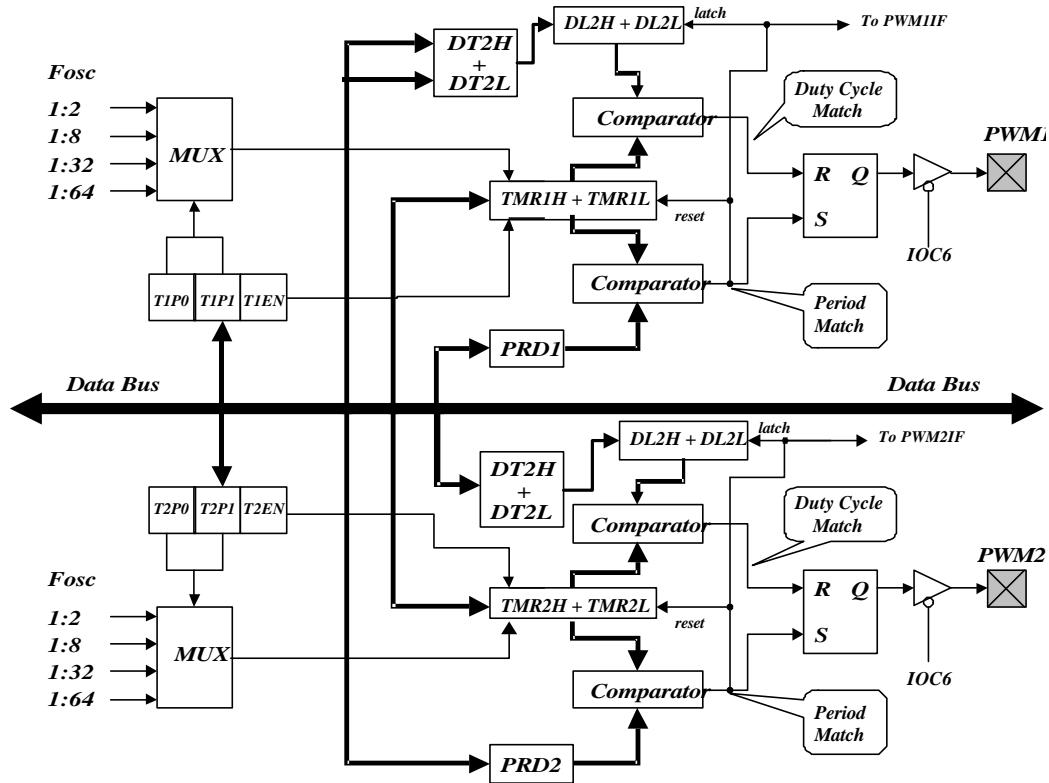 DL2H + DL2L
latch
To PWM1IF
DT2H
+
DT2L
Fosc
1:2
1:8
1:32
1:64
MUX
Comparator
Duty Cycle
Match
PWM1
R Q
S
TMR1H + TMR1L
reset
IOC6
T1P0 T1P1 T1EN
Comparator
Period
Match
PRD1
Data Bus
Data Bus
DL2H + DL2L
latch
To PWM2IF
DT2H
+
DT2L
T2P0 T2P1 T2EN
Comparator
Duty Cycle
Match
PWM2
Fosc
1:2
1:8
1:32
1:64
MUX
TMR2H + TMR2L
reset
R Q
S
IOC6
Comparator
Period
Match
PRD2